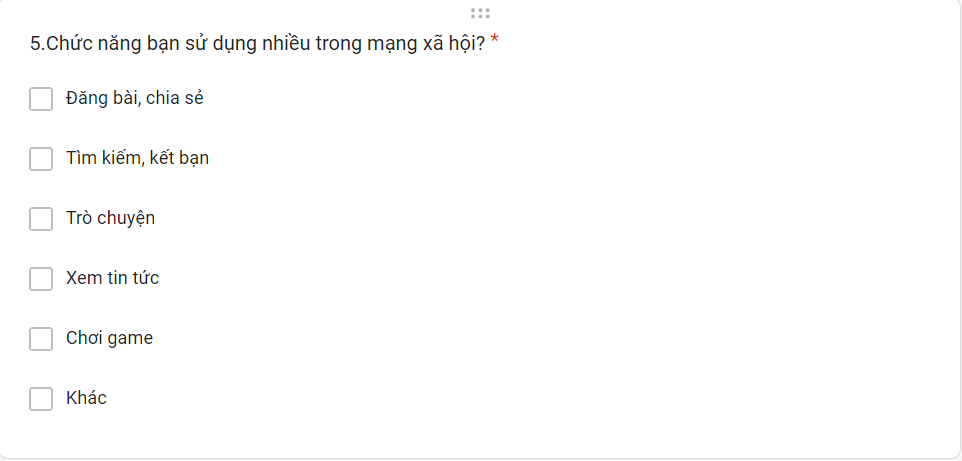 5.Chức năng bạn sử dụng nhiều trong mạng xã hội? *
Đăng bài, chia sẻ
Tìm kiếm, kết bạn
Trò chuyện
Xem tin tức
Chơi game
Khác